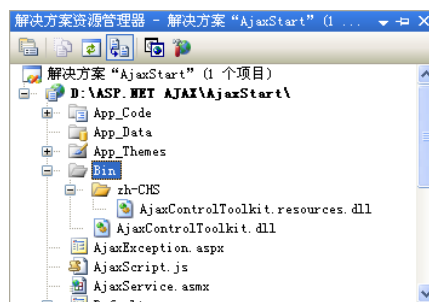 解决方案资源管理器 - 解决方案“AjaxStart”(1 ...
解决方案“AjaxStart”(1 个项目)
D:\ASP.NET AJAX\AjaxStart\
App_Code
App_Data
App_Themes
Bin
zh-CHS
AjaxControlToolkit.resources.dll
AjaxControlToolkit.dll
AjaxException.aspx
AjaxScript.js
AjaxService.asmx